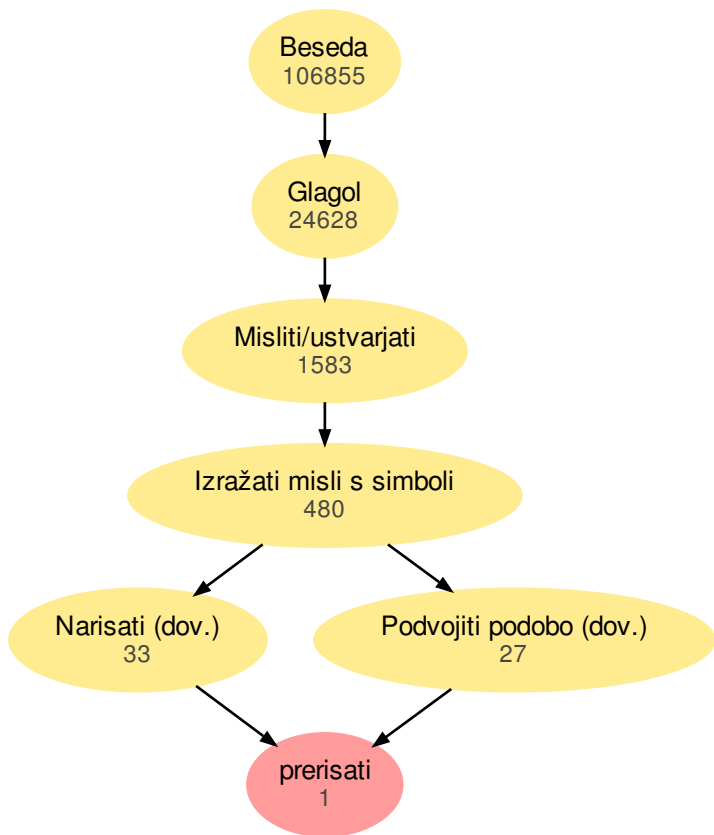 Beseda
106855
Glagol
24628
Misliti/ustvarjati
1583
Izražati misli s simboli
480
Narisati (dov.)
33
Podvojiti podobo (dov.)
27
prerisati
1